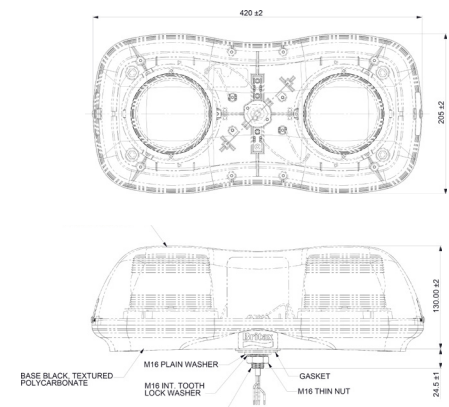 420 ±2
205 ±2
130.00 ±2
Britax
M16 PLAIN WASHER
GASKET
BASE BLACK, TEXTURED
POLYCARBONATE
M16 INT. TOOTH
LOCK WASHER
M16 THIN NUT
24.5 ±1